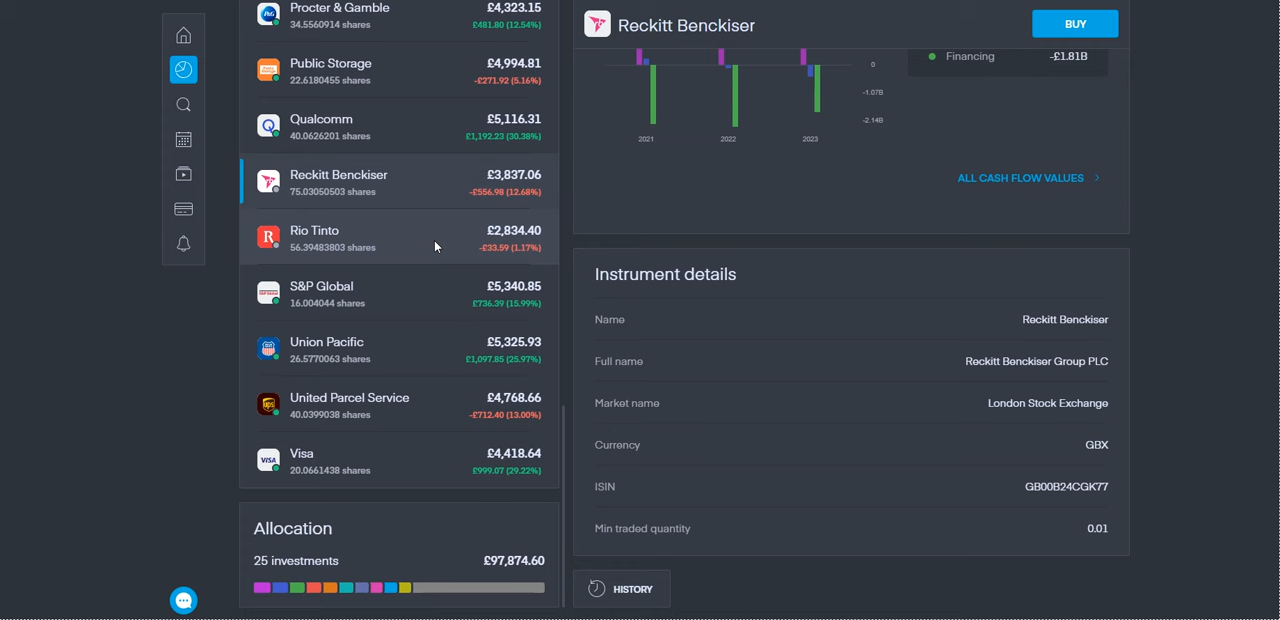 Procter & Gamble £4,323.15
34.5560914 shares £481.80 (12.54%)
Public Storage £4,994.81
22.6180455 shares -£271.92 (5.16%)
Qualcomm £5,116.31
40.0626201 shares £1,192.23 (30.38%)
Reckitt Benckiser £3,837.06
75.03050503 shares -£556.98 (12.68%)
R
Rio Tinto £2,834.40
56.39483803 shares -£33.59 (1.17%)
S&P Global £5,340.85
16.004044 shares £736.39 (15.99%)
Union Pacific £5,325.93
26.5770063 shares £1,097.85 (25.97%)
ups
United Parcel Service £4,768.66
40.0399038 shares -£712.40 (13.00%)
VISA
Visa £4,418.64
20.0661438 shares £999.07 (29.22%)
Allocation
25 investments £97,874.60
Reckitt Benckiser
BUY
Financing -£1.81B
0
-1.07B
-2.14B
2021 2022 2023
ALL CASH FLOW VALUES
Instrument details
Name Reckitt Benckiser
Full name Reckitt Benckiser Group PLC
Market name London Stock Exchange
Currency GBX
ISIN GB00B24CGK77
Min traded quantity 0.01
HISTORY